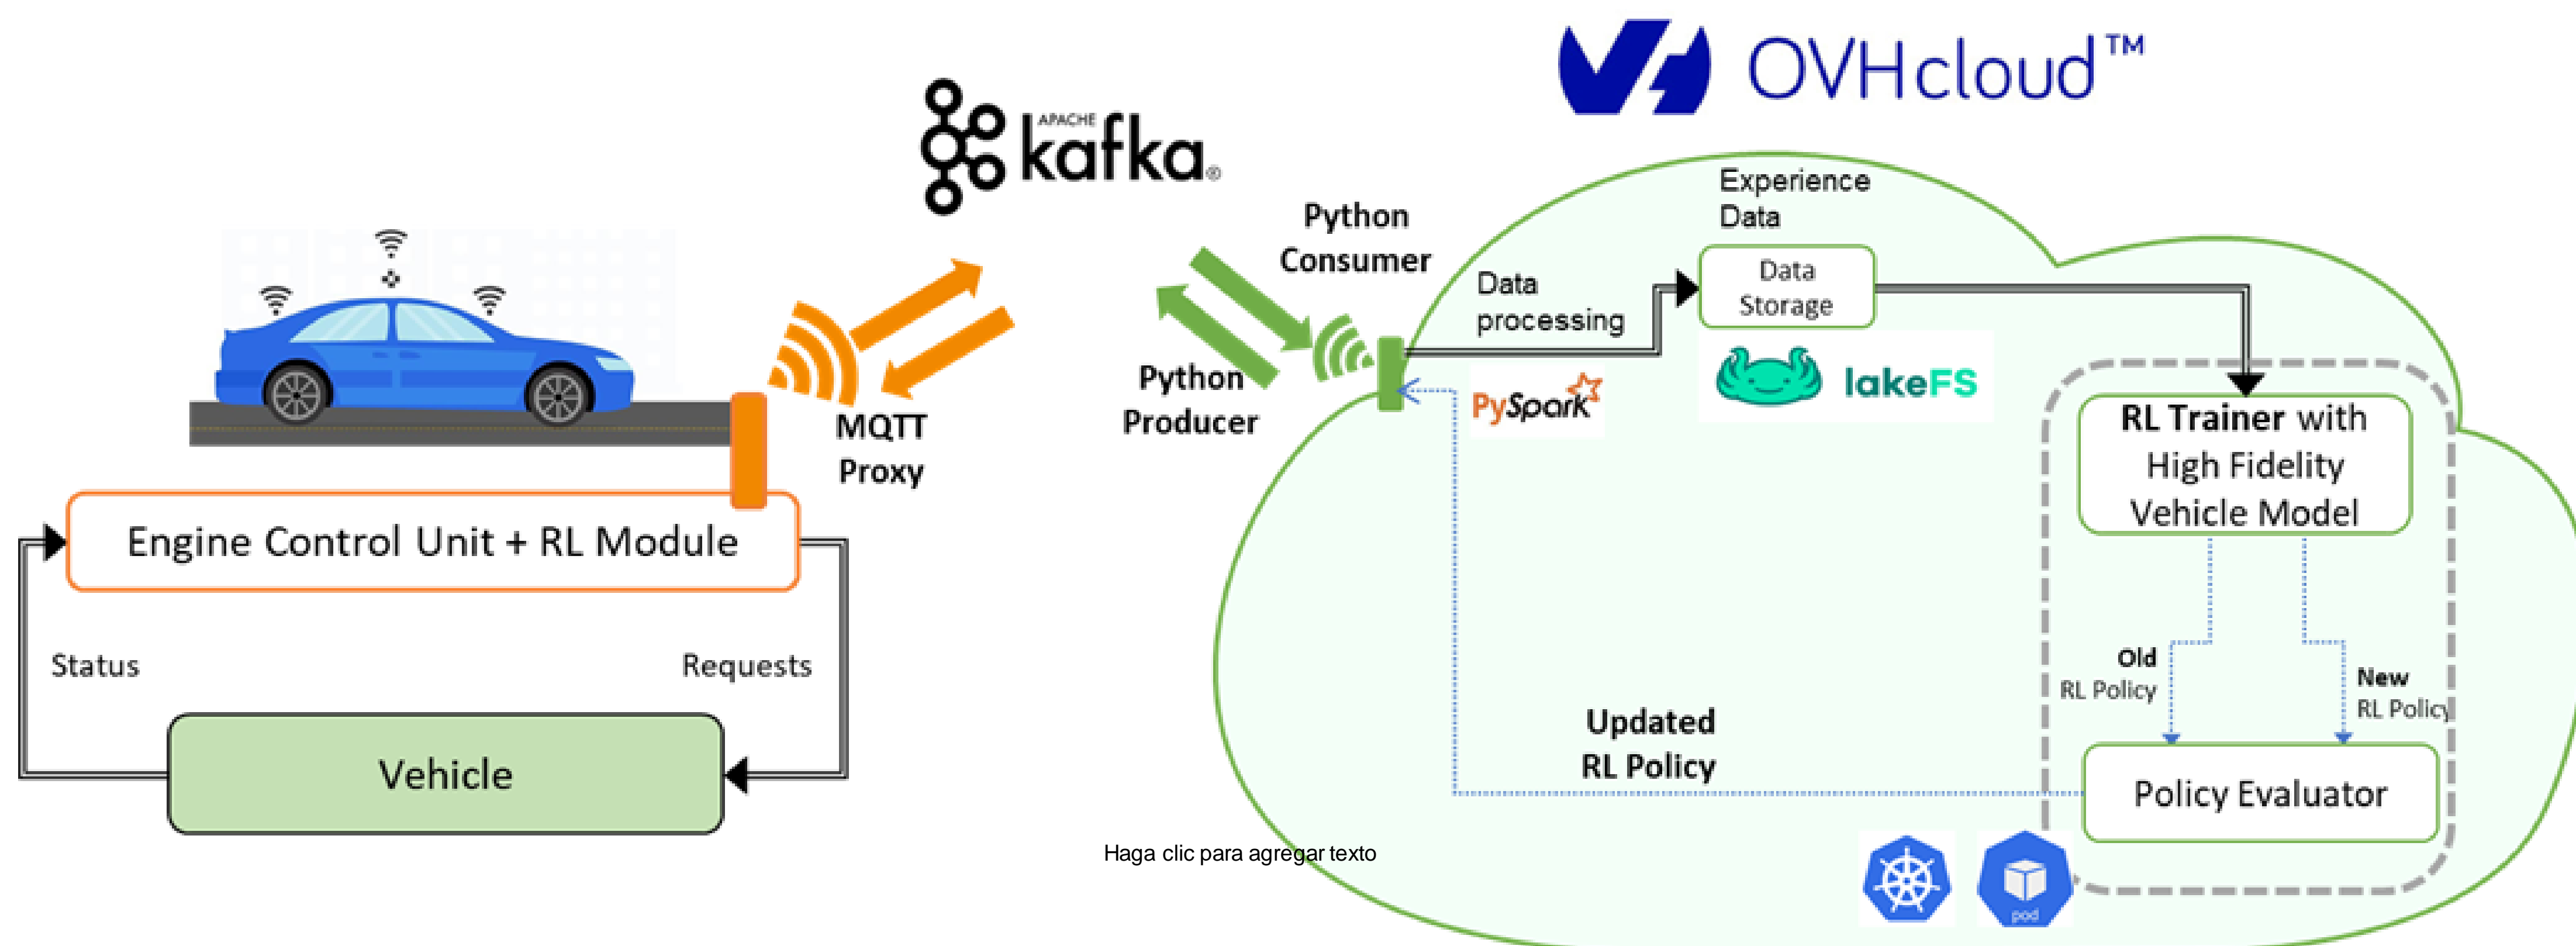 OVHcloud™
APACHE
kafka®
Experience
Data
Python
Consumer
Data
Storage
Data
processing
Python
Producer
MQTT
Proxy
PySpark
lakeFS
RL Trainer with
High Fidelity
Vehicle Model
Engine Control Unit + RL Module
Status
Requests
Old
RL Policy
New
RL Policy
Updated
RL Policy
Vehicle
Policy Evaluator
Haga clic para agregar texto
pod